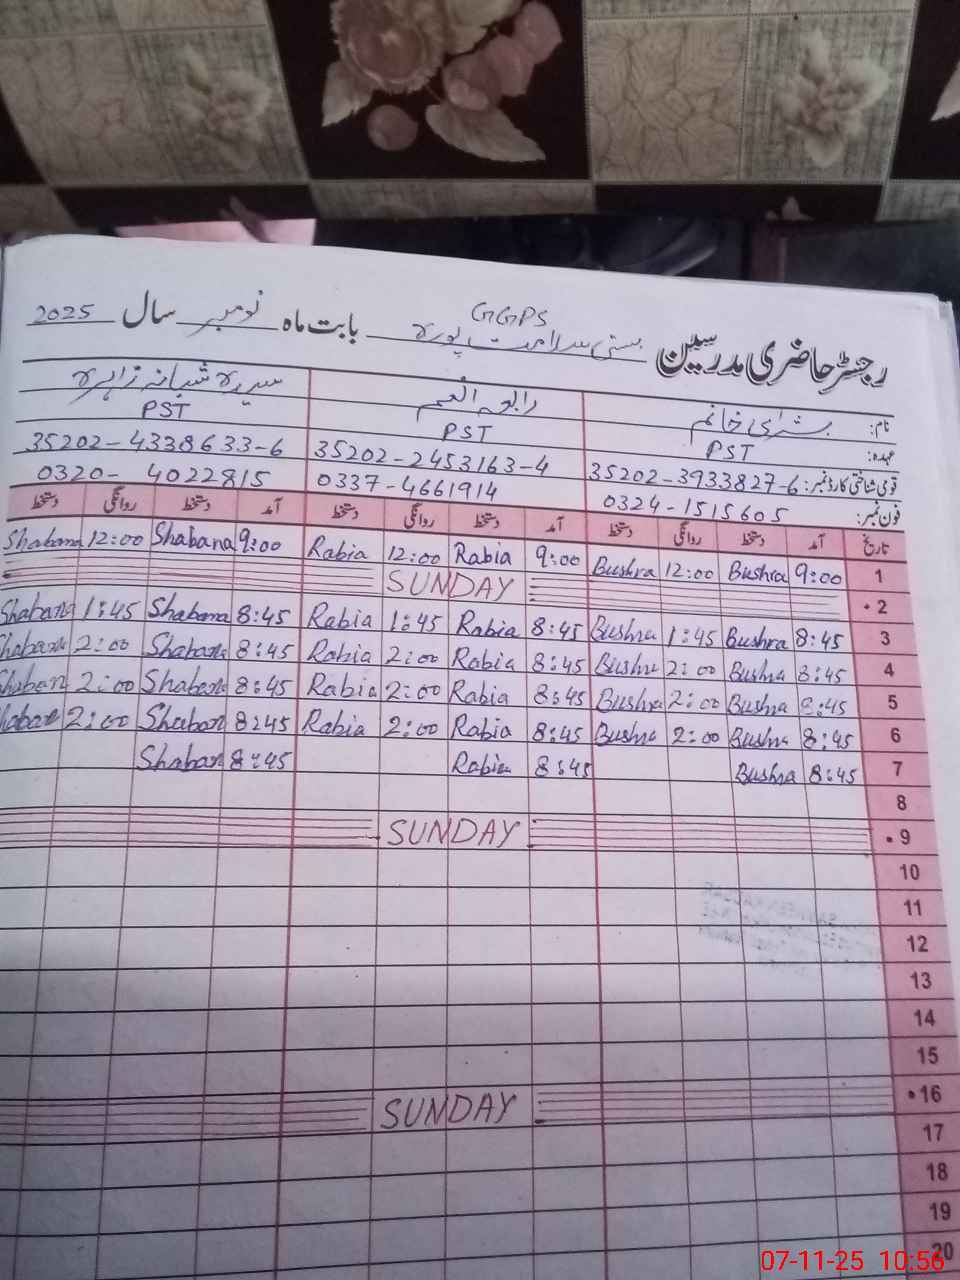 GGPS
رجسٹر حاضری مدرسین بستی سلامت پورہ بابت ماہ نومبر سال 2025
نام: بشریٰ خانم رابعہ انعم سیدہ شبانہ زاہرہ
عہدہ: PST PST PST
قومی شناختی کارڈ نمبر: 35202-3933827-6 35202-2453163-4 35202-4338633-6
فون نمبر: 0324-1515605 0337-4661914 0320-4022815
تاریخ آمد دستخط روانگی دستخط آمد دستخط روانگی دستخط آمد دستخط روانگی دستخط
1 9:00 Bushra 12:00 Bushra 9:00 Rabia 12:00 Rabia 9:00 Shabana 12:00 Shabana
2 SUNDAY
3 8:45 Bushra 1:45 Bushra 8:45 Rabia 1:45 Rabia 8:45 Shabana 1:45 Shabana
4 8:45 Bushra 2:00 Bushra 8:45 Rabia 2:00 Rabia 8:45 Shabana 2:00 Shabana
5 8:45 Bushra 2:00 Bushra 8:45 Rabia 2:00 Rabia 8:45 Shabana 2:00 Shaban
6 8:45 Bushra 2:00 Bushra 8:45 Rabia 2:00 Rabia 8:45 Shaban 2:00 Shaban
7 8:45 Bushra 8:45 Rabia 8:45 Shaban
8
9 SUNDAY
10
11
12
13
14
15
16 SUNDAY
17
18
19
20
07-11-25 10:56